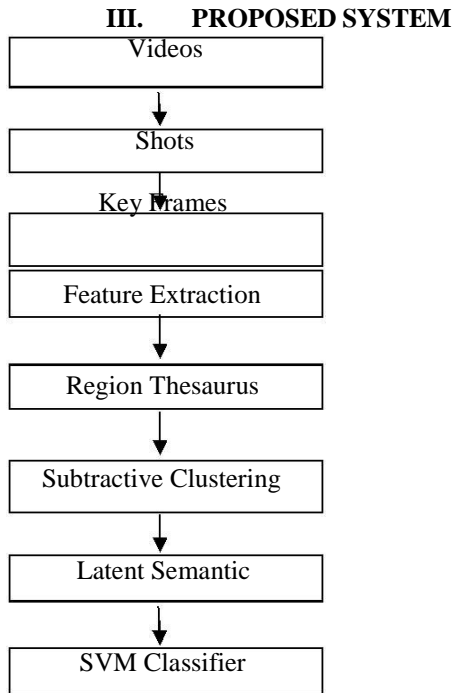 III. PROPOSED SYSTEM
Videos
Shots
Key Frames
Feature Extraction
Region Thesaurus
Subtractive Clustering
Latent Semantic
SVM Classifier